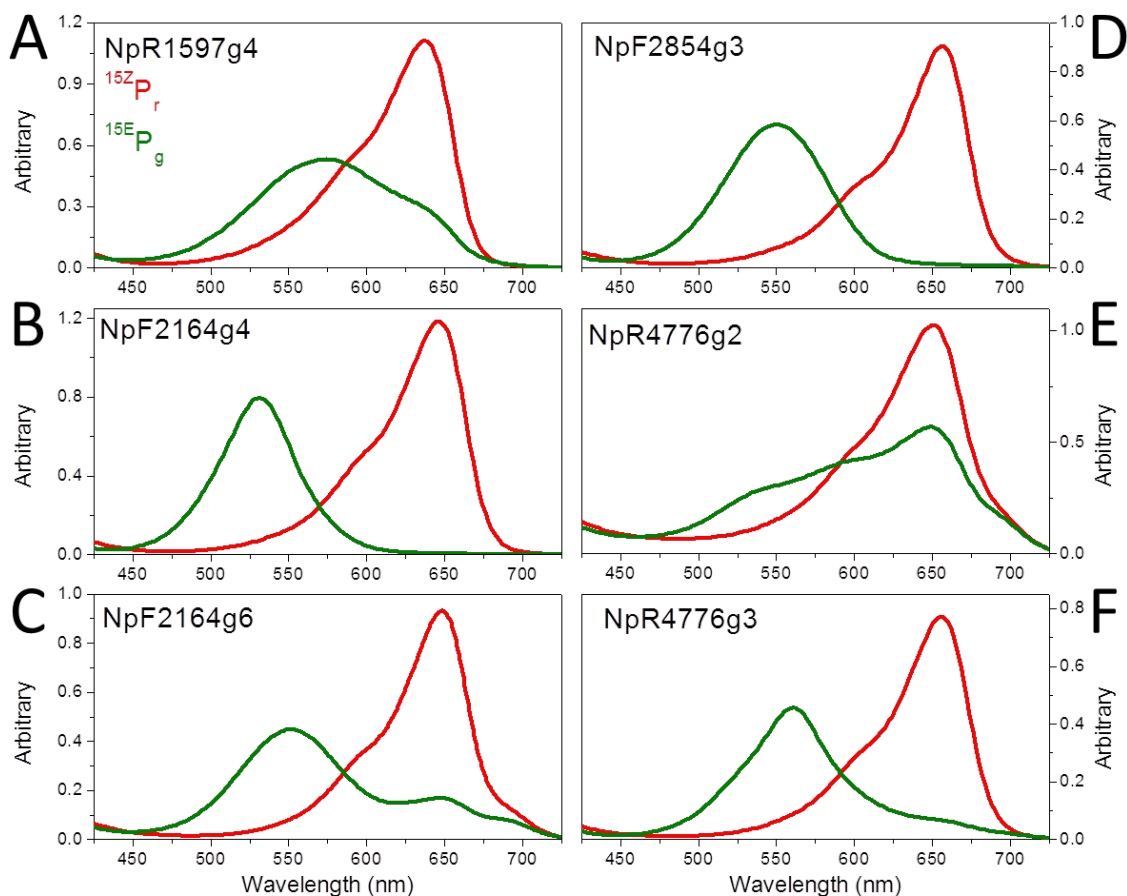 A
NpR1597g4
15Z P r
15E P g
Arbitrary
0.0 0.3 0.6 0.9 1.2
450 500 550 600 650 700
D
NpF2854g3
Arbitrary
0.0 0.2 0.4 0.6 0.8 1.0
450 500 550 600 650 700
B
NpF2164g4
Arbitrary
0.0 0.4 0.8 1.2
450 500 550 600 650 700
E
NpR4776g2
Arbitrary
0.0 0.5 1.0
450 500 550 600 650 700
C
NpF2164g6
Arbitrary
0.0 0.2 0.4 0.6 0.8 1.0
450 500 550 600 650 700
Wavelength (nm)
F
NpR4776g3
Arbitrary
0.0 0.2 0.4 0.6 0.8
450 500 550 600 650 700
Wavelength (nm)